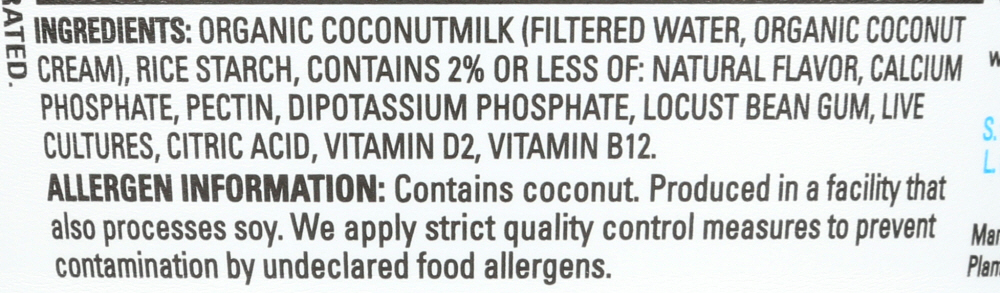 RATED.
INGREDIENTS: ORGANIC COCONUTMILK (FILTERED WATER, ORGANIC COCONUT
CREAM), RICE STARCH, CONTAINS 2% OR LESS OF: NATURAL FLAVOR, CALCIUM
PHOSPHATE, PECTIN, DIPOTASSIUM PHOSPHATE, LOCUST BEAN GUM, LIVE
CULTURES, CITRIC ACID, VITAMIN D2, VITAMIN B12.
ALLERGEN INFORMATION: Contains coconut. Produced in a facility that
also processes soy. We apply strict quality control measures to prevent
contamination by undeclared food allergens.